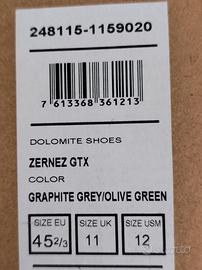 248115-1159020
7 613368 361213
DOLOMITE SHOES
ZERNEZ GTX
COLOR
GRAPHITE GREY/OLIVE GREEN
SIZE EU SIZE UK SIZE USM
45 2/3 11 12
subito